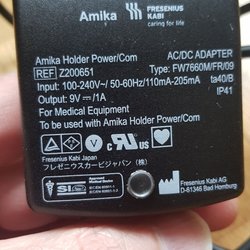 Amika
FRESENIUS
KABI
caring for life
Amika Holder Power/Com
AC/DC ADAPTER
REF Z200651
Type: FW7660M/FR/09
Input: 100-240V~/ 50-60Hz/110mA-205mA
ta40/B
Output: 9V⎓/1A
IP41
For Medical Equipment
To be used with Amika Holder Power/Com
Fresenius Kabi Japan
フレゼニウスカービジャパン（株）
SI
Fresenius Kabi AG
D-61346 Bad Homburg